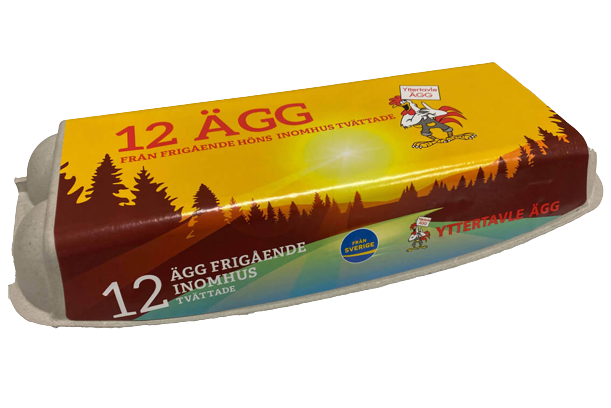 12 ÄGG
FRÅN FRIGÅENDE HÖNS INOMHUS TVÄTTADE
Yttertavle
ÄGG
12 ÄGG FRIGÅENDE
INOMHUS
TVÄTTADE
FRÅN
SVERIGE
YTTERTAVLE ÄGG